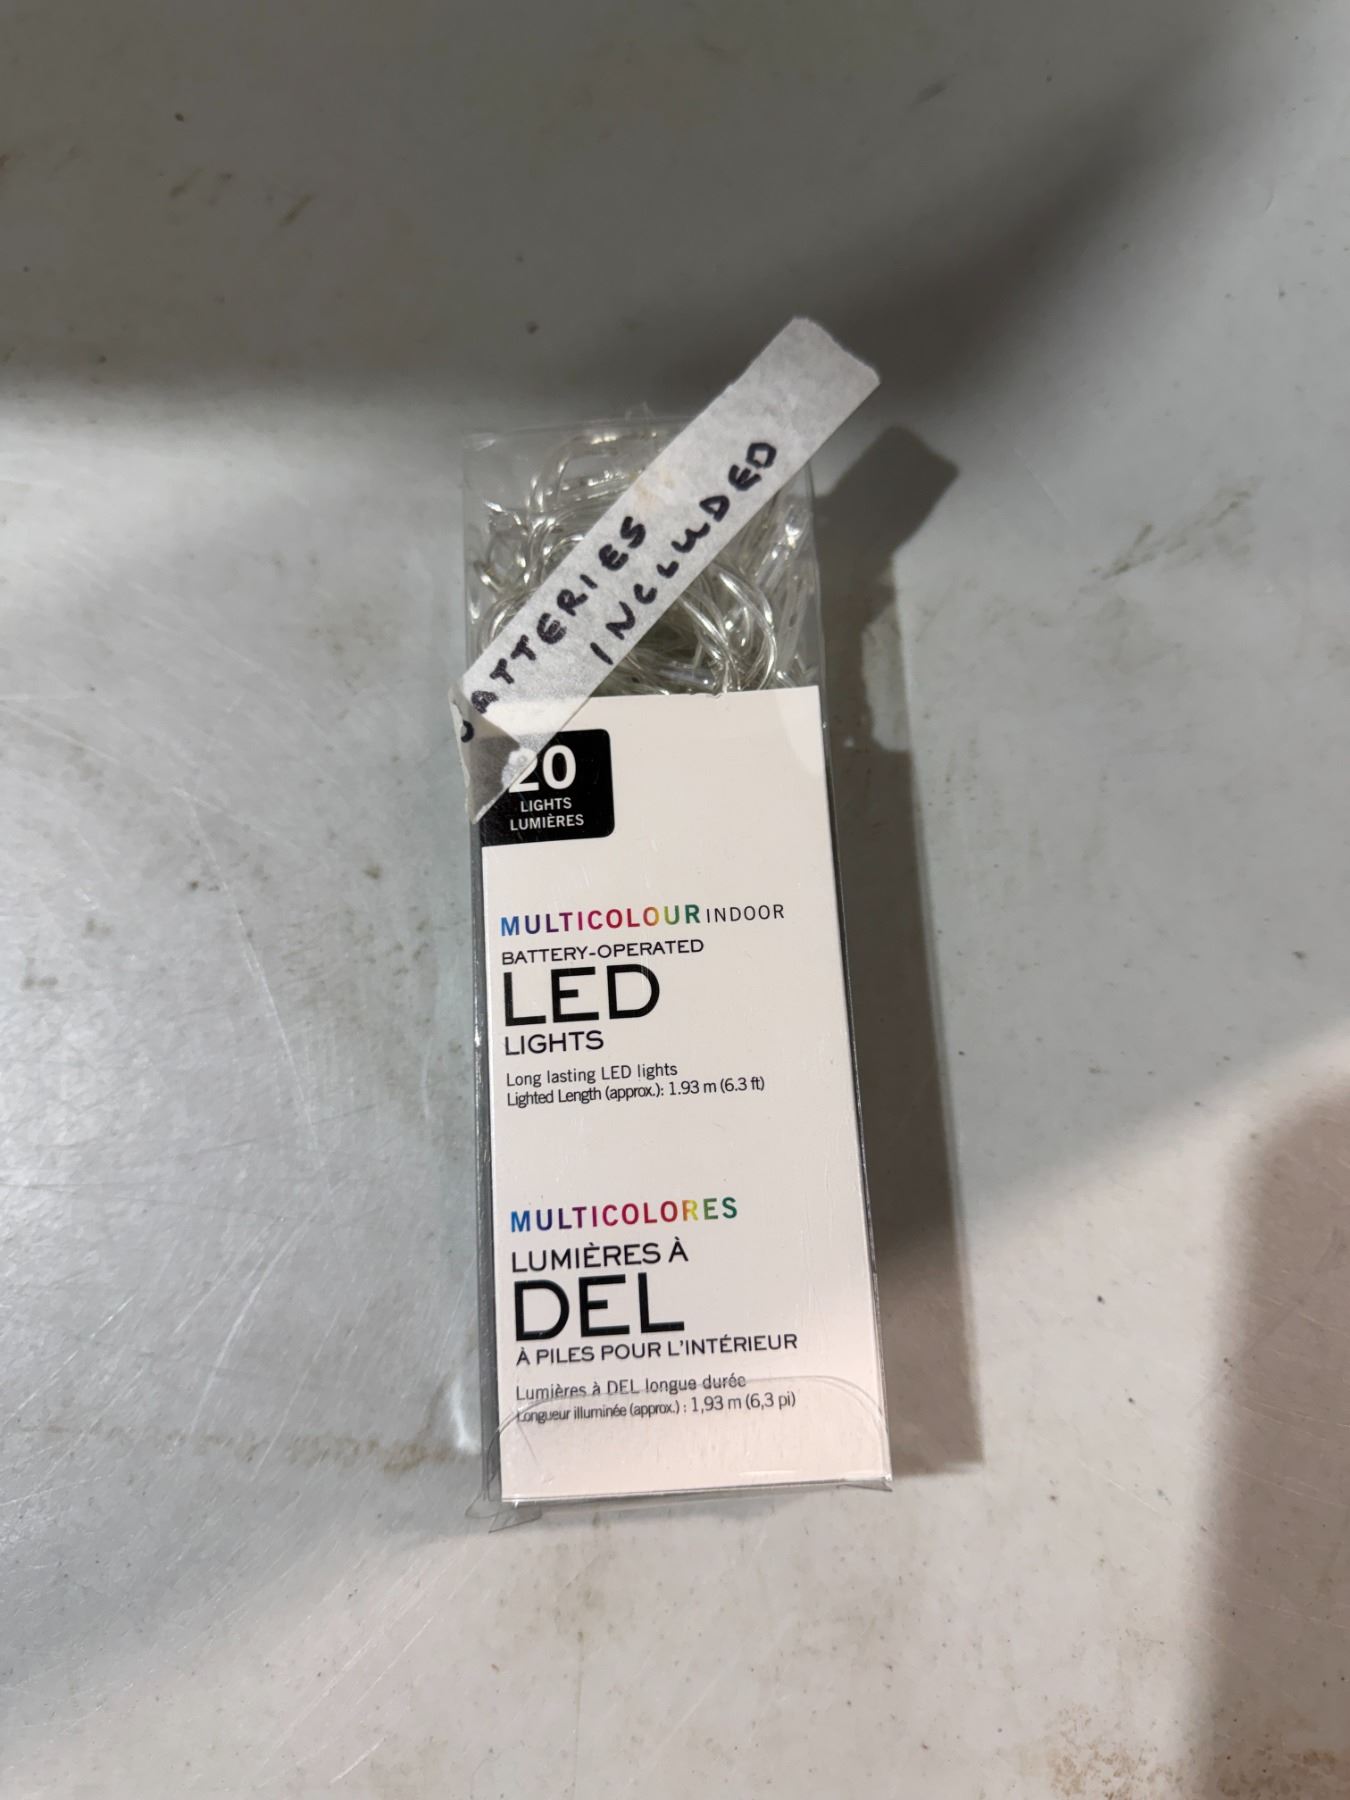 BATTERIES
INCLUDED
20
LIGHTS
LUMIÈRES
MULTICOLOUR INDOOR
BATTERY-OPERATED
LED
LIGHTS
Long lasting LED lights
Lighted Length (approx.): 1.93 m (6.3 ft)
MULTICOLORES
LUMIÈRES À
DEL
À PILES POUR L'INTÉRIEUR
Lumières à DEL longue durée
Longueur illuminée (approx.) : 1,93 m (6,3 pi)